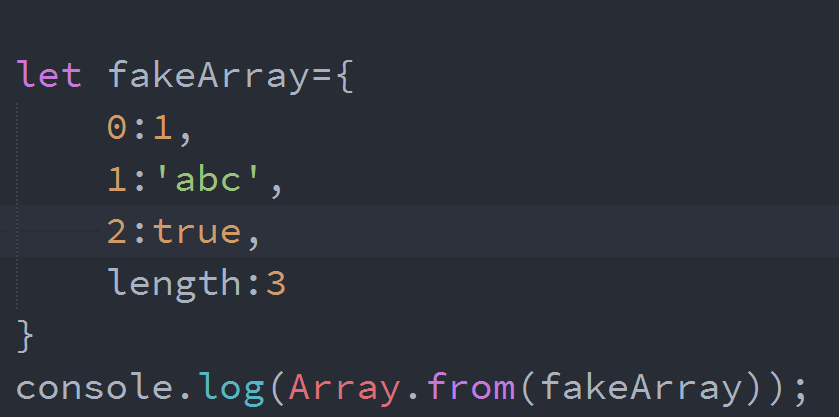 let fakeArray={
    0:1,
    1:'abc',
    2:true,
    length:3
}
console.log(Array.from(fakeArray));